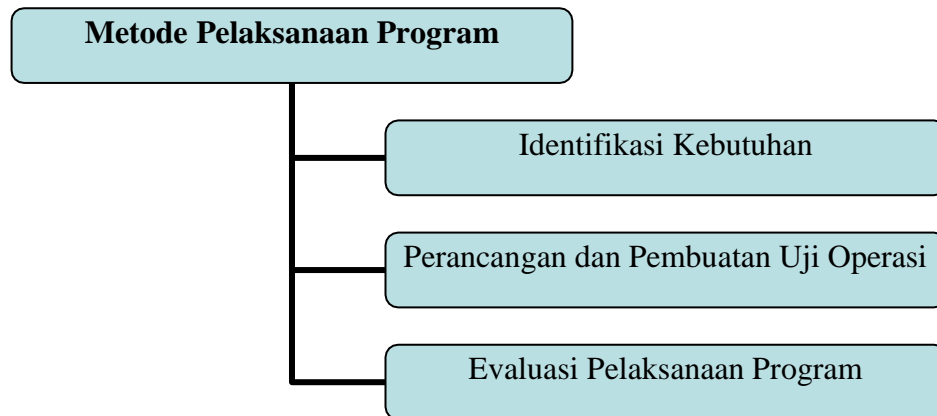 Metode Pelaksanaan Program
Identifikasi Kebutuhan
Perancangan dan Pembuatan Uji Operasi
Evaluasi Pelaksanaan Program